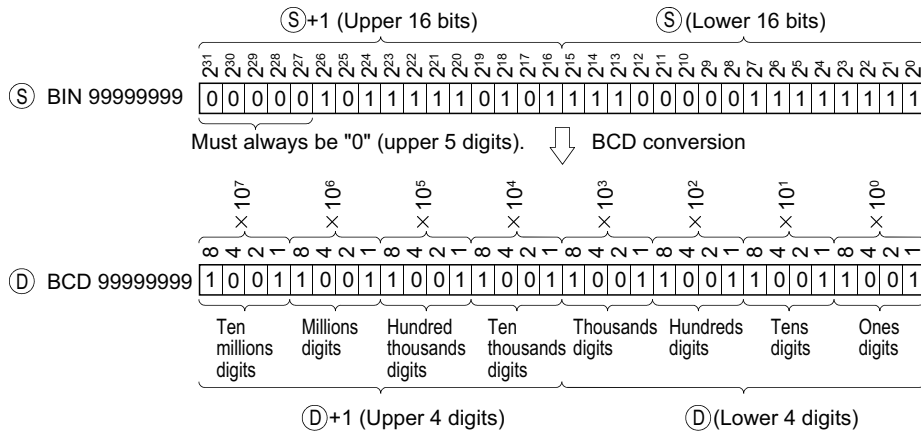 Ⓢ+1 (Upper 16 bits) Ⓢ (Lower 16 bits)
2³¹ 2³⁰ 2²⁹ 2²⁸ 2²⁷ 2²⁶ 2²⁵ 2²⁴ 2²³ 2²² 2²¹ 2²⁰ 2¹⁹ 2¹⁸ 2¹⁷ 2¹⁶ 2¹⁵ 2¹⁴ 2¹³ 2¹² 2¹¹ 2¹⁰ 2⁹ 2⁸ 2⁷ 2⁶ 2⁵ 2⁴ 2³ 2² 2¹ 2⁰
Ⓢ BIN 99999999 0 0 0 0 0 1 0 1 1 1 1 1 0 1 0 1 1 1 1 0 0 0 0 0 1 1 1 1 1 1 1 1
Must always be "0" (upper 5 digits). BCD conversion
×10⁷ ×10⁶ ×10⁵ ×10⁴ ×10³ ×10² ×10¹ ×10⁰
8 4 2 1 8 4 2 1 8 4 2 1 8 4 2 1 8 4 2 1 8 4 2 1 8 4 2 1 8 4 2 1
Ⓓ BCD 99999999 1 0 0 1 1 0 0 1 1 0 0 1 1 0 0 1 1 0 0 1 1 0 0 1 1 0 0 1 1 0 0 1
Ten millions digits
Millions digits
Hundred thousands digits
Ten thousands digits
Thousands digits
Hundreds digits
Tens digits
Ones digits
Ⓓ+1 (Upper 4 digits) Ⓓ (Lower 4 digits)